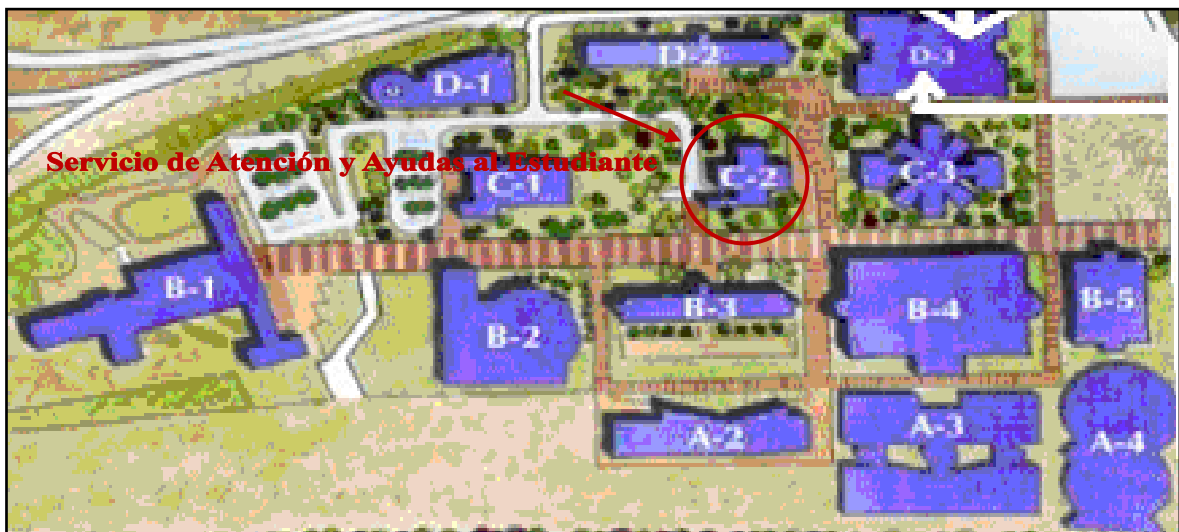 D-2
D-3
D-1
Servicio de Atención y Ayudas al Estudiante
C-1
C-2
C-3
B-1
B-2
B-3
B-4
B-5
A-2
A-3
A-4